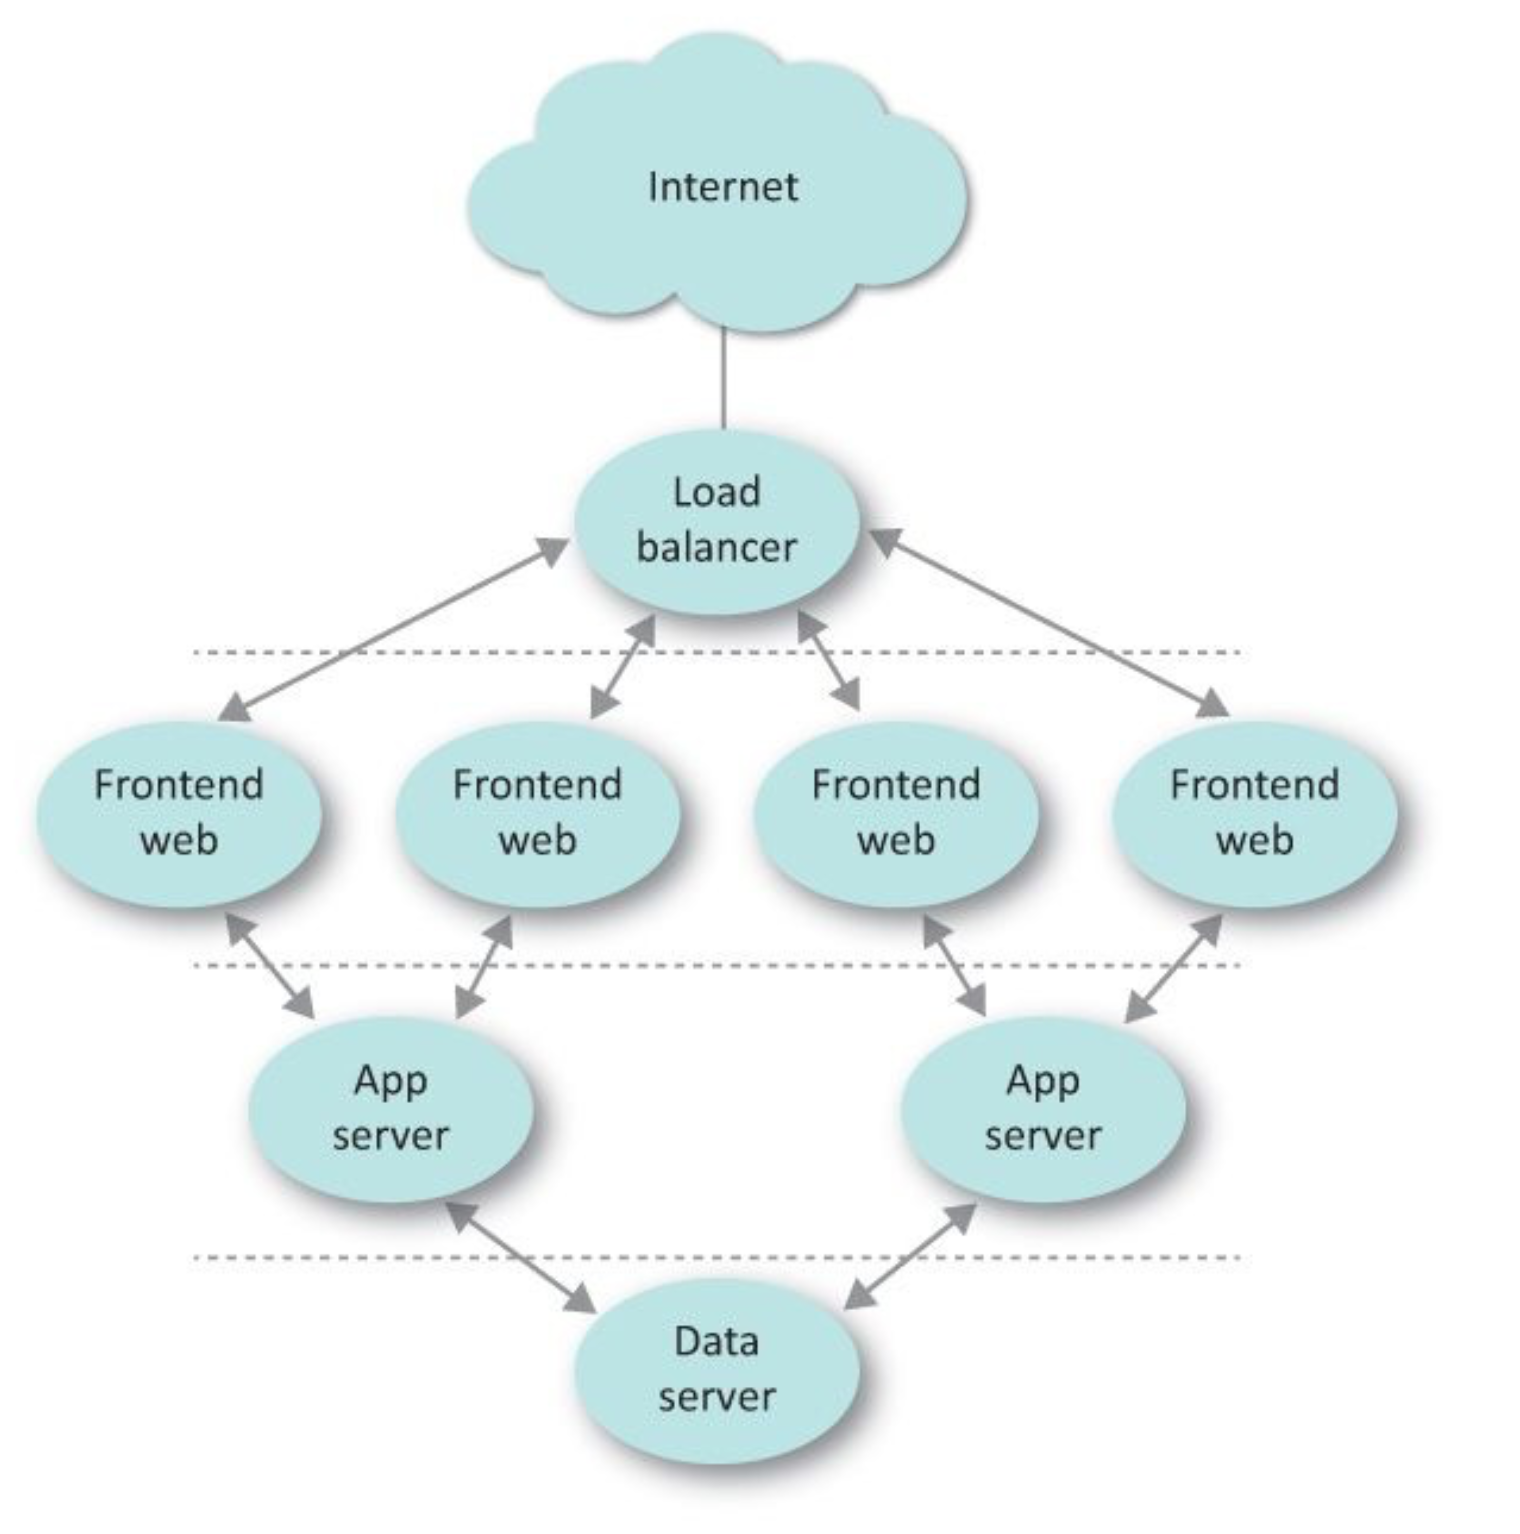 Internet
Load
balancer
Frontend
web
Frontend
web
Frontend
web
Frontend
web
App
server
App
server
Data
server